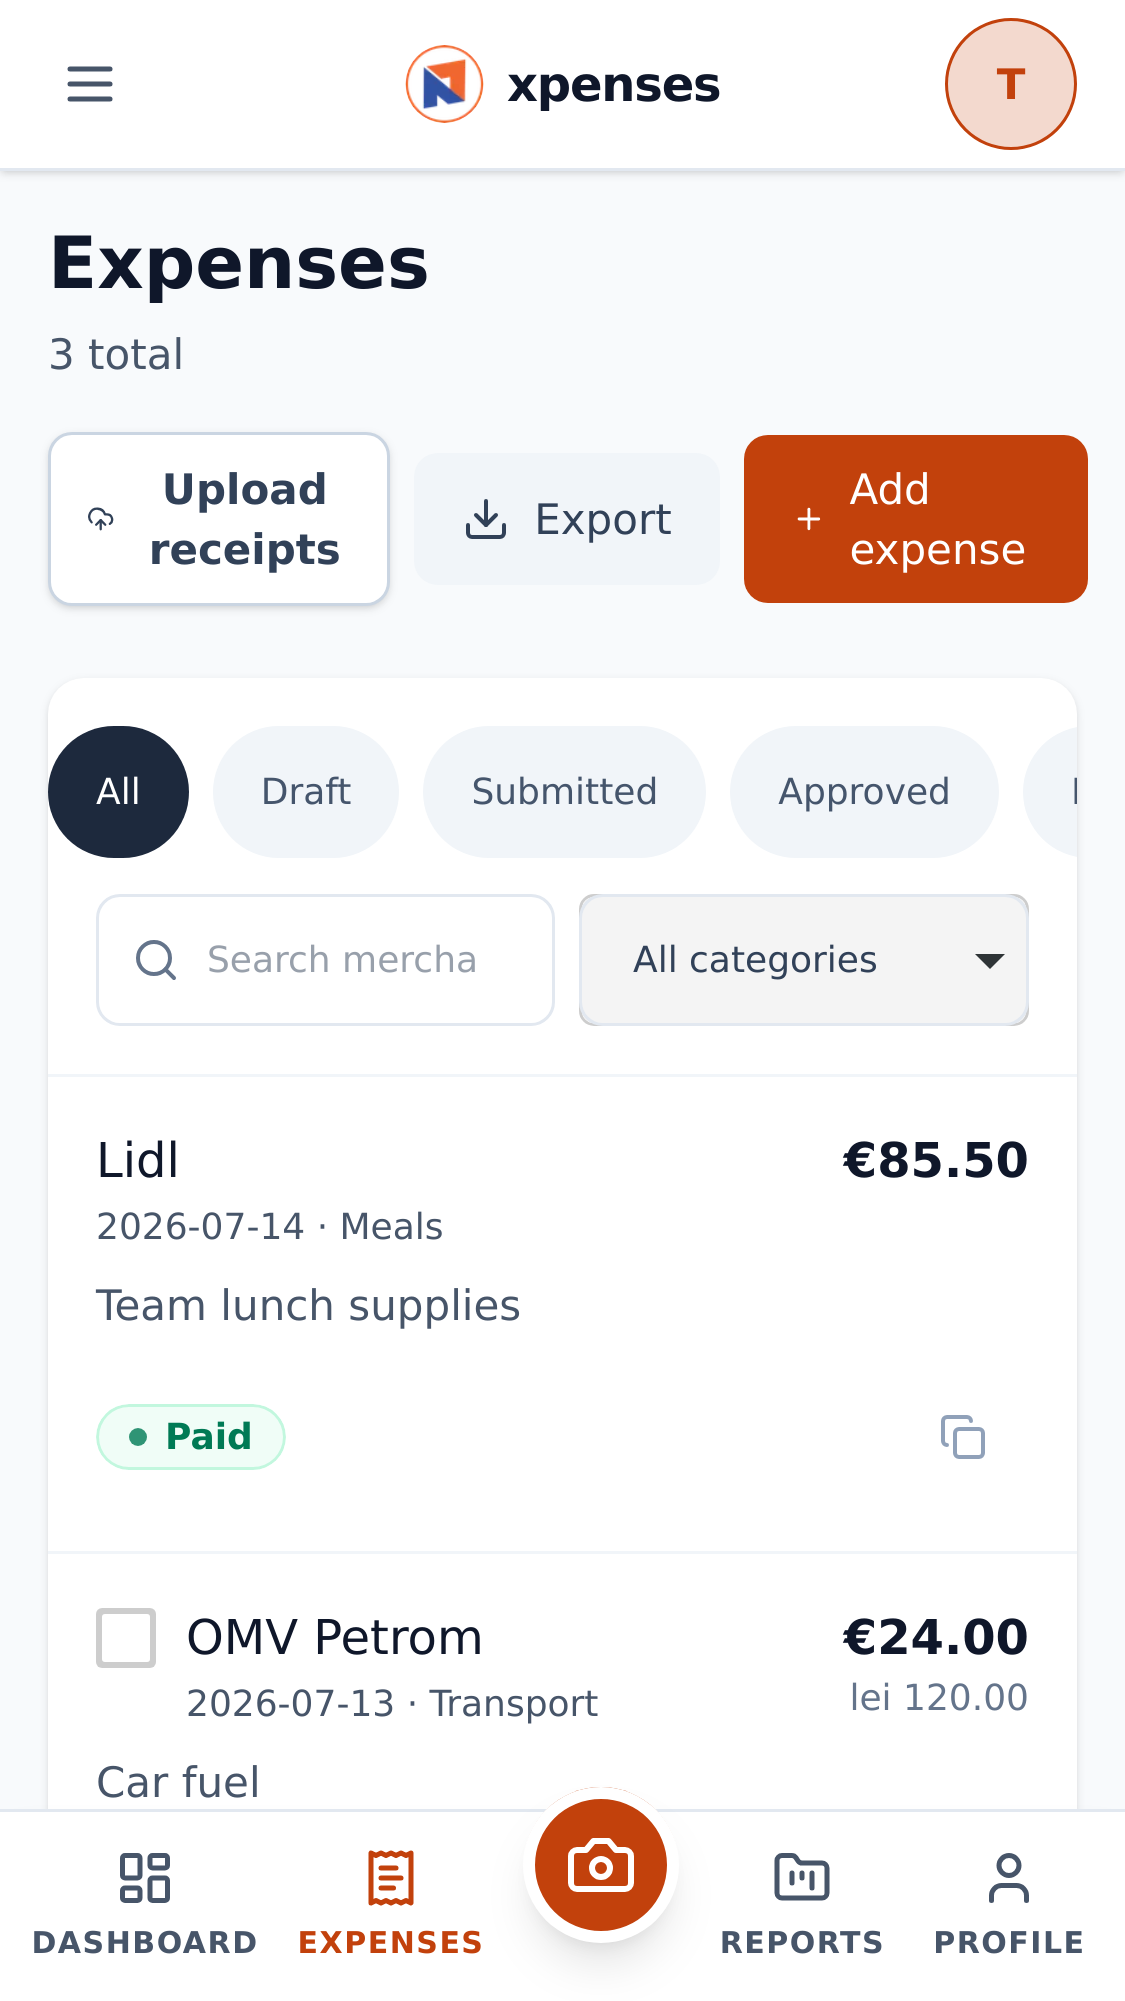 xpenses
T
Expenses
3 total
Upload
receipts
Export
Add
expense
All
Draft
Submitted
Approved
Search mercha
All categories
Lidl
€85.50
2026-07-14 · Meals
Team lunch supplies
Paid
OMV Petrom
€24.00
2026-07-13 · Transport
lei 120.00
Car fuel
DASHBOARD
EXPENSES
REPORTS
PROFILE